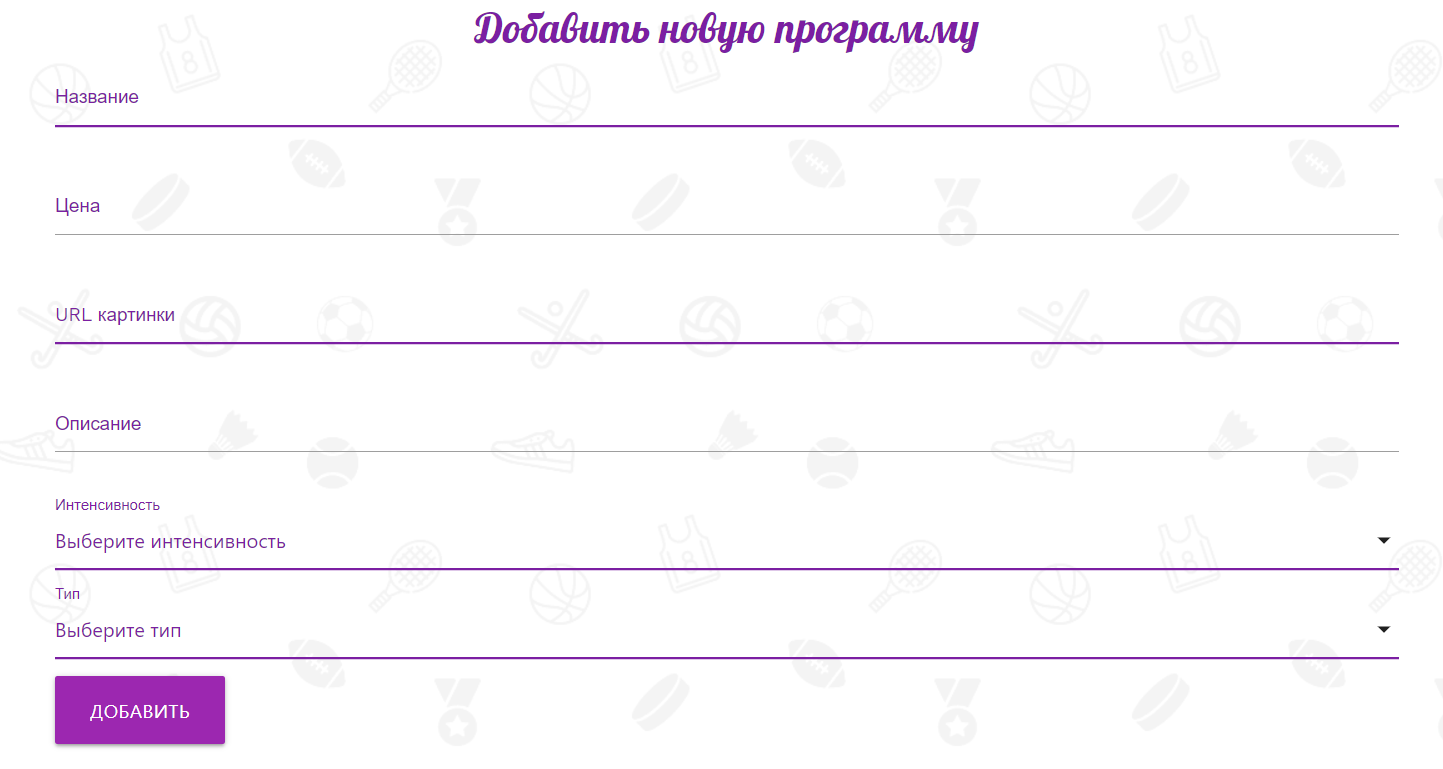 Добавить новую программу
Название
Цена
URL картинки
Описание
Интенсивность
Выберите интенсивность
Тип
Выберите тип
ДОБАВИТЬ